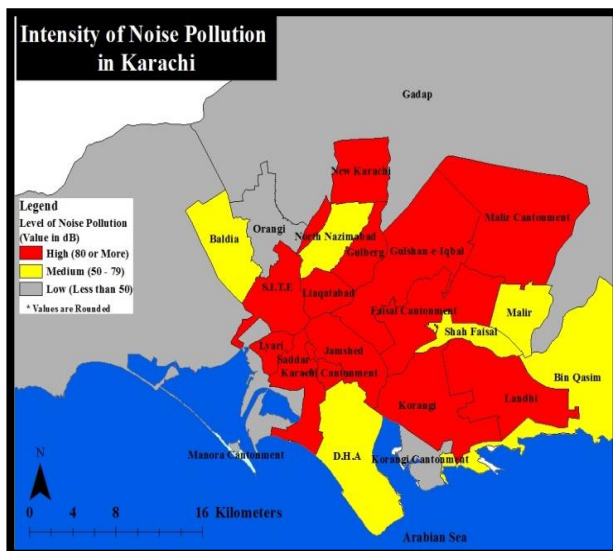 Intensity of Noise Pollution
in Karachi
Gadap
New Karachi
Malir Cantonment
Legend
Level of Noise Pollution
(Value in dB)
High (80 or More)
Medium (50 - 79)
Low (Less than 50)
* Values are Rounded
Baldia
Orangi
North Nazimabad
Gulberg
Gulshan-e-Iqbal
S.I.T.E
Liaqatabad
Faisal Cantonment
Malir
Shah Faisal
Lyari
Saddar
Jamshed
Karachi Cantonment
Bin Qasim
Korangi
Landhi
D.H.A
Manora Cantonment
Korangi Cantonment
N
0 2 4 8 16 Kilometers
Arabian Sea